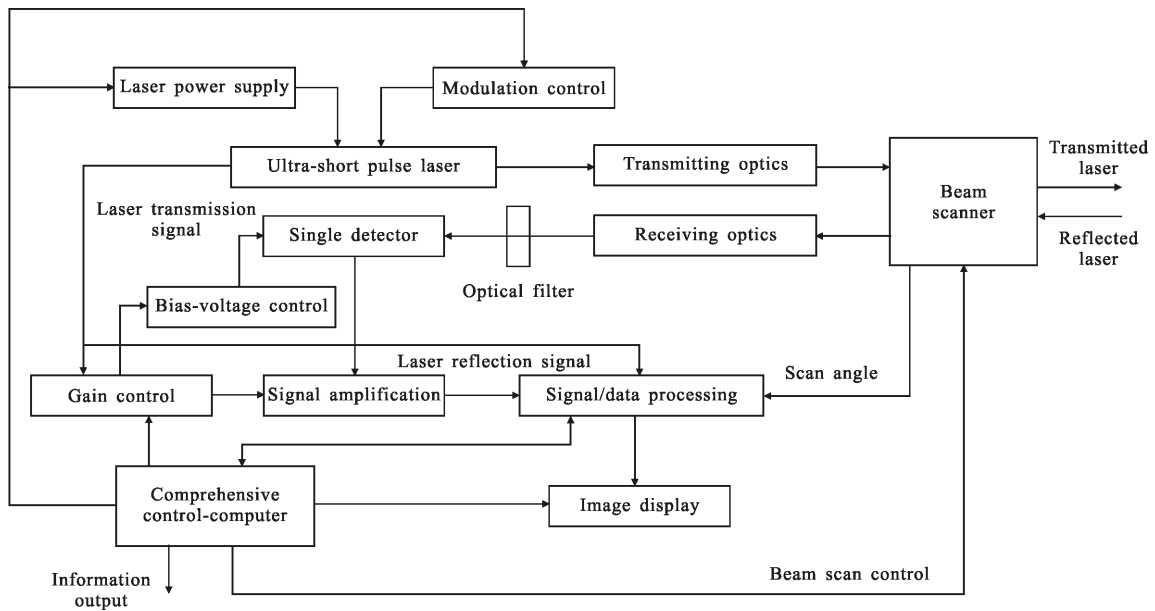 Laser power supply
Modulation control
Ultra-short pulse laser
Transmitting optics
Transmitted
laser
Beam
scanner
Laser transmission
signal
Single detector
Receiving optics
Reflected
laser
Optical filter
Bias-voltage control
Laser reflection signal
Scan angle
Gain control
Signal amplification
Signal/data processing
Comprehensive
control-computer
Image display
Information
output
Beam scan control